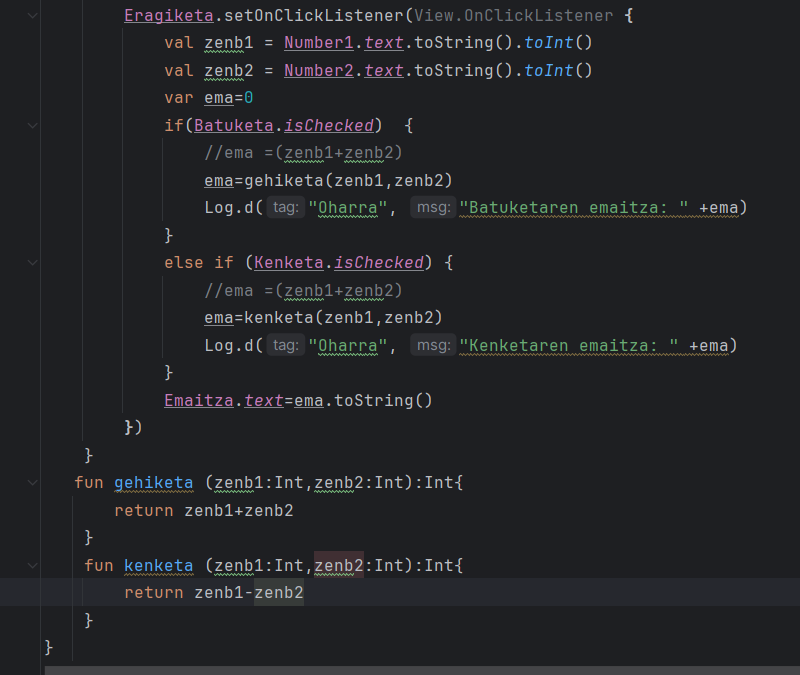 Eragiketa.setOnClickListener(View.OnClickListener {
val zenb1 = Number1.text.toString().toInt()
val zenb2 = Number2.text.toString().toInt()
var ema=0
if(Batuketa.isChecked)  {
//ema =(zenb1+zenb2)
ema=gehiketa(zenb1,zenb2)
Log.d( tag: "Oharra",  msg: "Batuketaren emaitza: " +ema)
}
else if (Kenketa.isChecked) {
//ema =(zenb1+zenb2)
ema=kenketa(zenb1,zenb2)
Log.d( tag: "Oharra",  msg: "Kenketaren emaitza: " +ema)
}
Emaitza.text=ema.toString()
})
}
fun gehiketa (zenb1:Int,zenb2:Int):Int{
return zenb1+zenb2
}
fun kenketa (zenb1:Int,zenb2:Int):Int{
return zenb1-zenb2
}
}